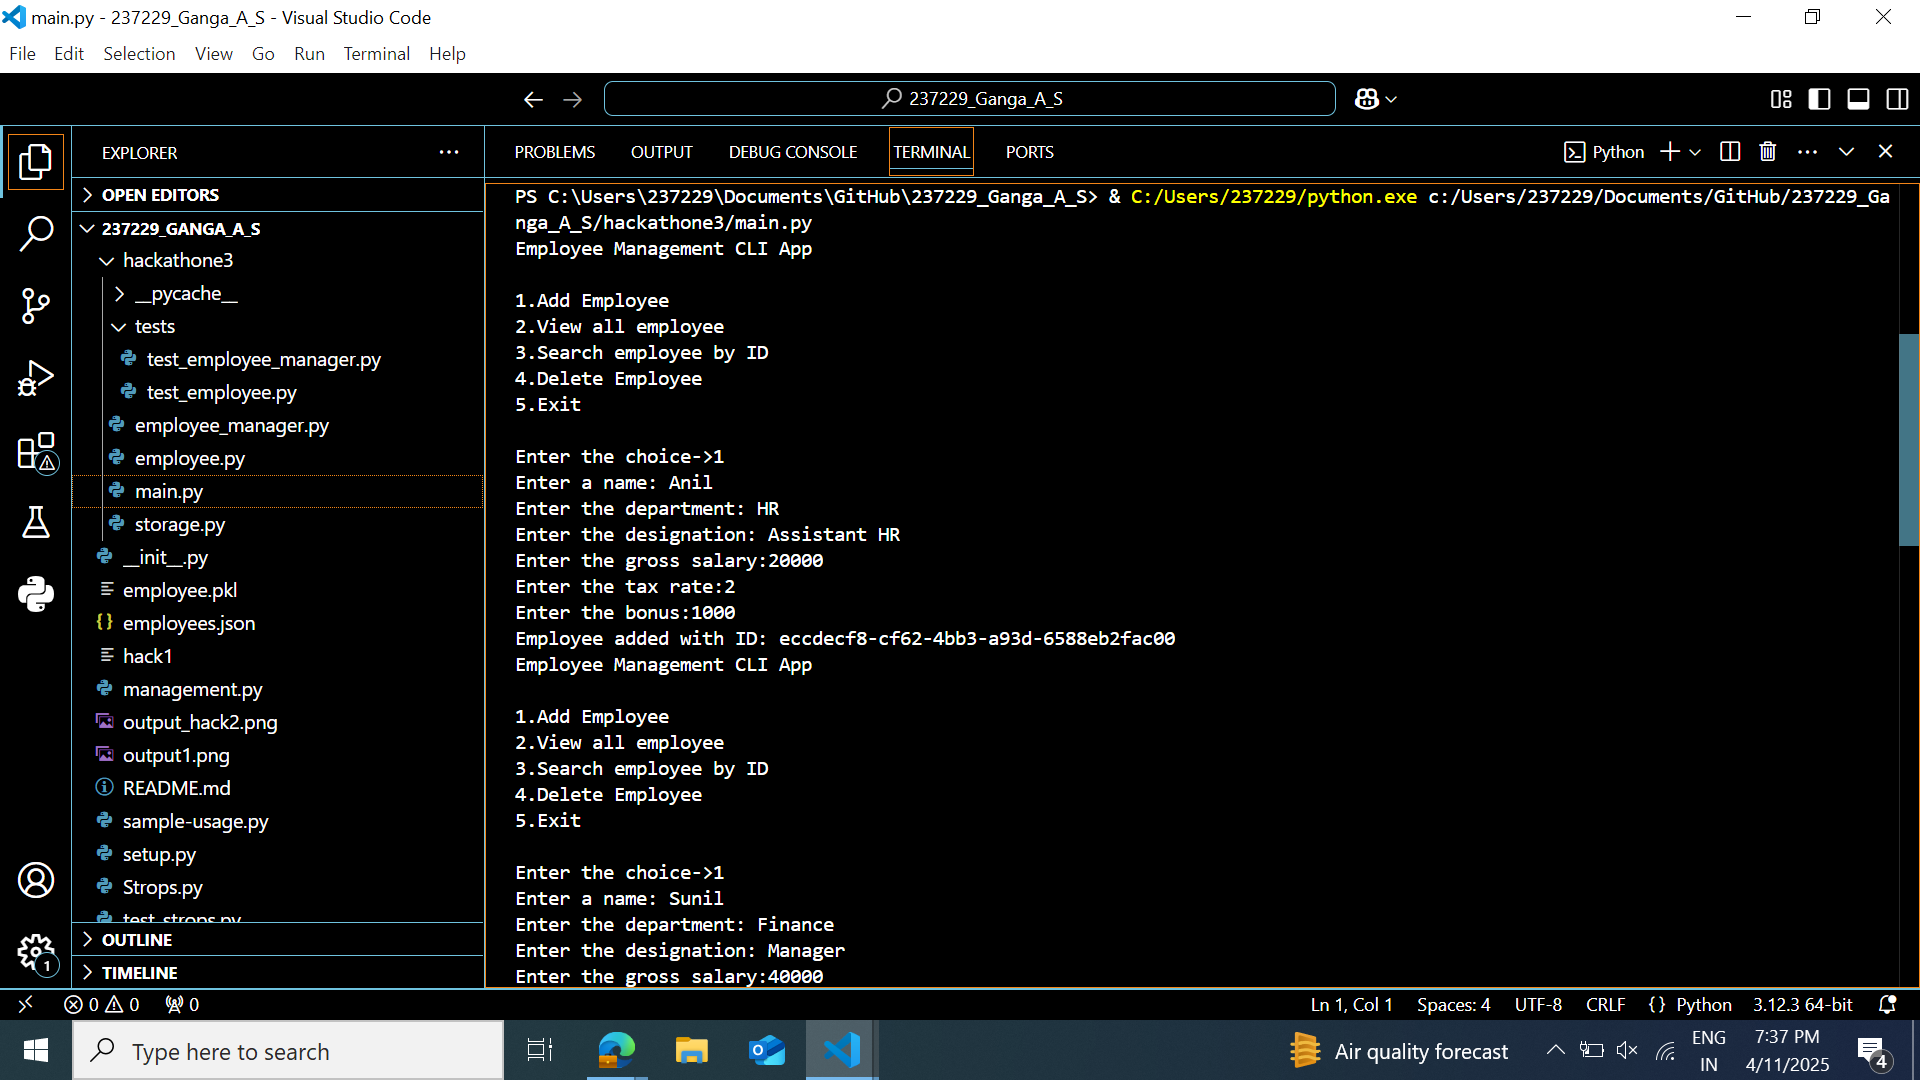 main.py - 237229_Ganga_A_S - Visual Studio Code
File Edit Selection View Go Run Terminal Help
237229_Ganga_A_S
EXPLORER
OPEN EDITORS
237229_GANGA_A_S
hackathone3
__pycache__
tests
test_employee_manager.py
test_employee.py
employee_manager.py
employee.py
main.py
storage.py
__init__.py
employee.pkl
employees.json
hack1
management.py
output_hack2.png
output1.png
README.md
sample-usage.py
setup.py
Strops.py
test_strops.py
OUTLINE
TIMELINE
PROBLEMS OUTPUT DEBUG CONSOLE TERMINAL PORTS
Python
PS C:\Users\237229\Documents\GitHub\237229_Ganga_A_S> & C:/Users/237229/python.exe c:/Users/237229/Documents/GitHub/237229_Ga
nga_A_S/hackathone3/main.py
Employee Management CLI App
1.Add Employee
2.View all employee
3.Search employee by ID
4.Delete Employee
5.Exit
Enter the choice->1
Enter a name: Anil
Enter the department: HR
Enter the designation: Assistant HR
Enter the gross salary:20000
Enter the tax rate:2
Enter the bonus:1000
Employee added with ID: eccdecf8-cf62-4bb3-a93d-6588eb2fac00
Employee Management CLI App
1.Add Employee
2.View all employee
3.Search employee by ID
4.Delete Employee
5.Exit
Enter the choice->1
Enter a name: Sunil
Enter the department: Finance
Enter the designation: Manager
Enter the gross salary:40000
1
0 0 0
Ln 1, Col 1 Spaces: 4 UTF-8 CRLF {} Python 3.12.3 64-bit
Type here to search
Air quality forecast
ENG
IN
7:37 PM
4/11/2025
4